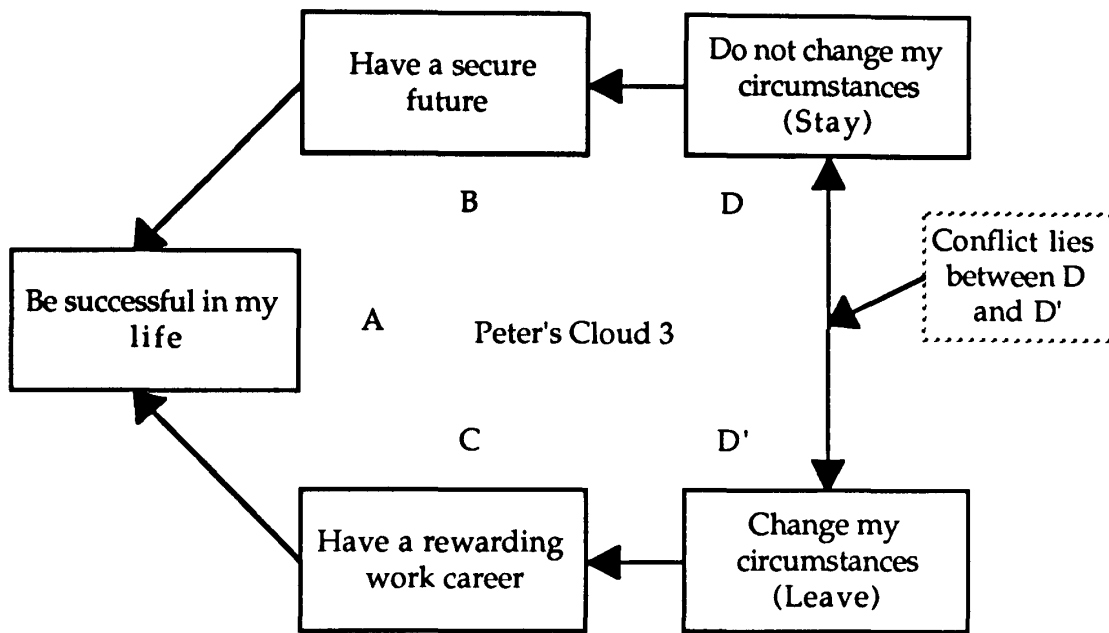 Have a secure
future
Do not change my
circumstances
(Stay)
B
D
Conflict lies
between D
and D'
Be successful in my
life
A
Peter's Cloud 3
C
D'
Have a rewarding
work career
Change my
circumstances
(Leave)